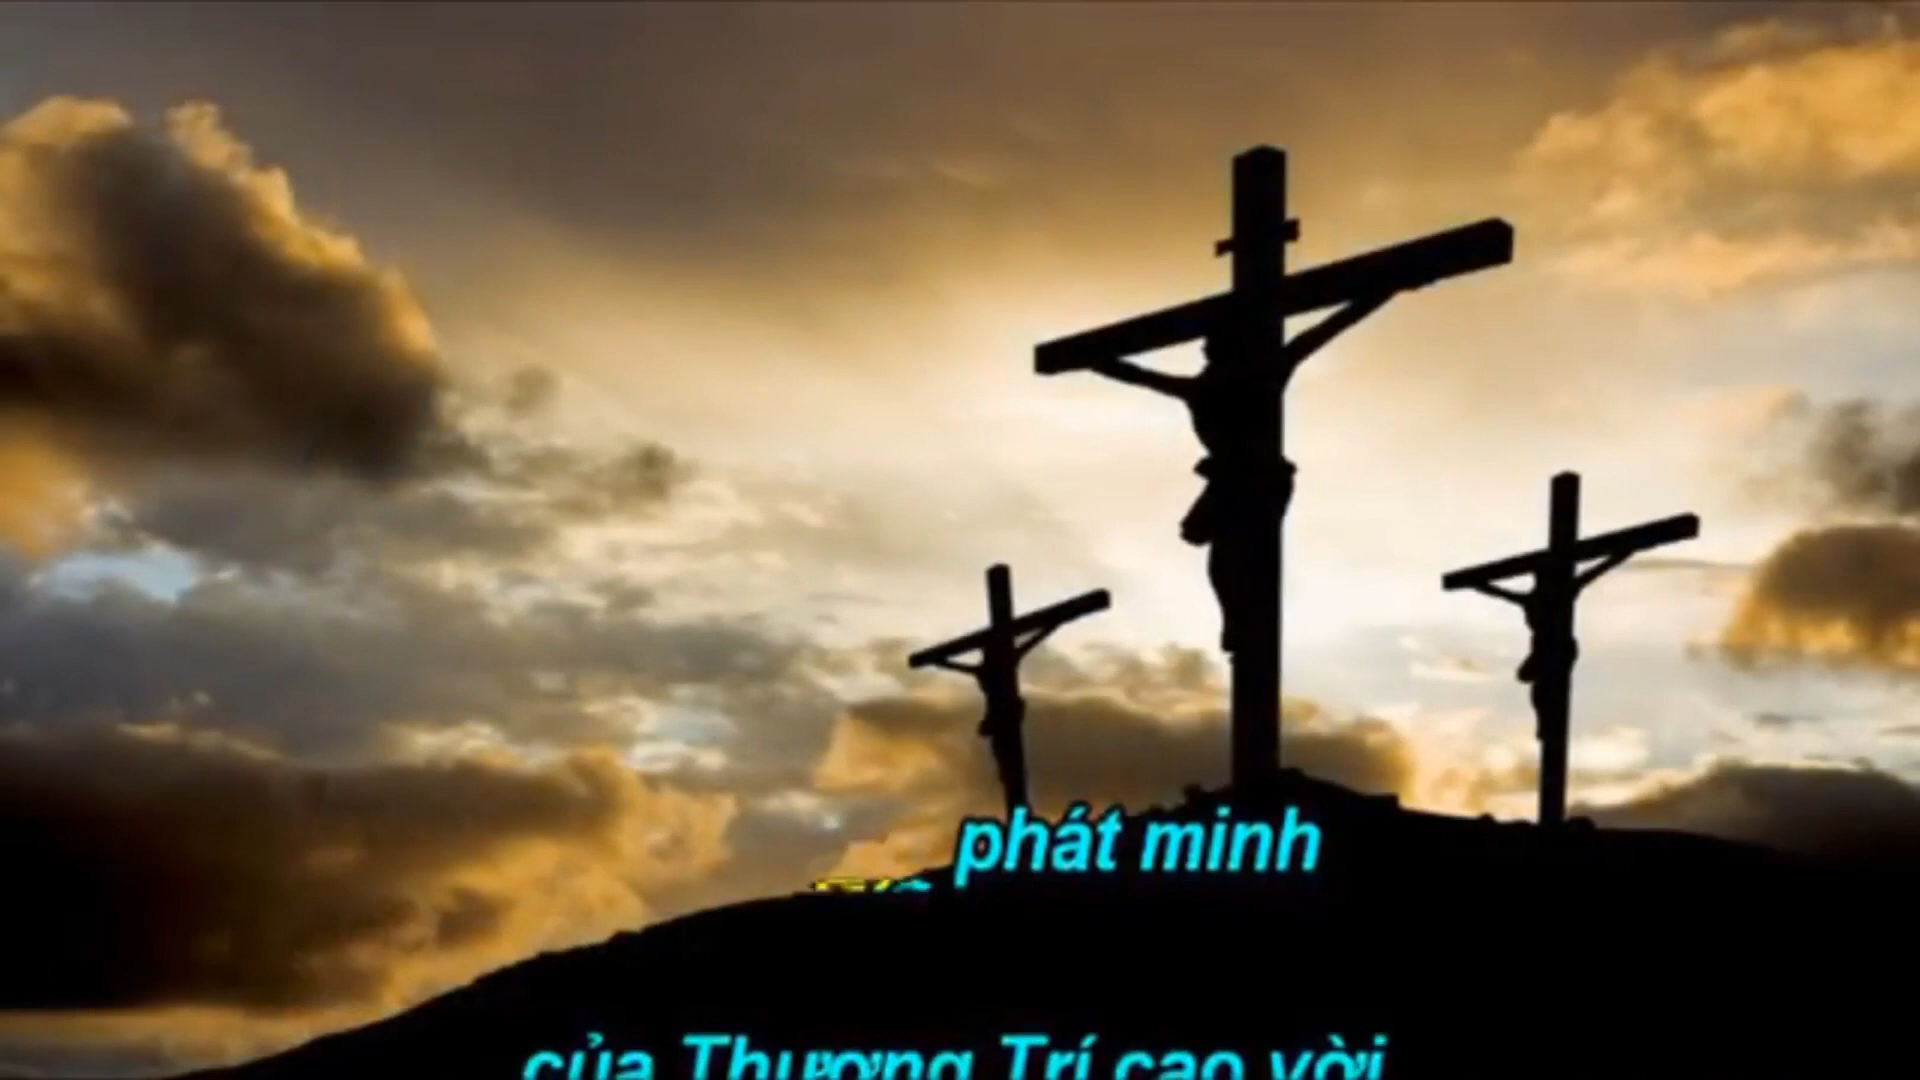 phát minh
của Thượng Trí cao vời